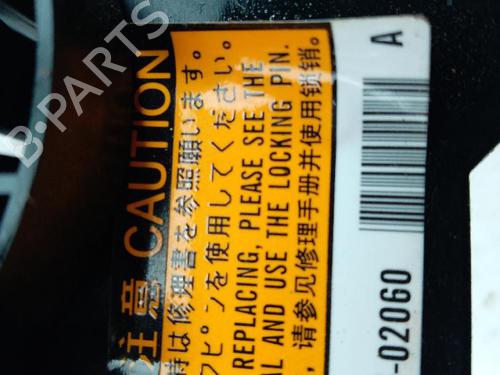 注意 CAUTION
時は修理書を参照願います。
ピンを使用してください。
REPLACING, PLEASE SEE THE
AL AND USE THE LOCKING PIN.
，请参见修理手册并使用锁销。
-02060
A
B-PARTS